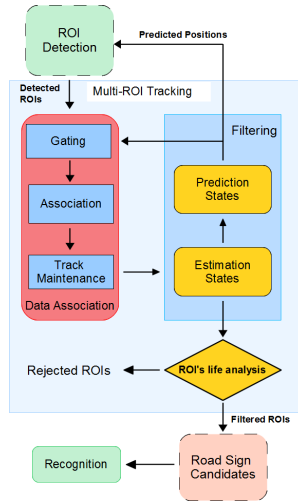 ROI
Detection
Predicted Positions
Detected
ROIs
Multi-ROI Tracking
Gating
Filtering
Association
Prediction
States
Track
Maintenance
Estimation
States
Data Association
Rejected ROIs
ROI's life analysis
Filtered ROIs
Recognition
Road Sign
Candidates